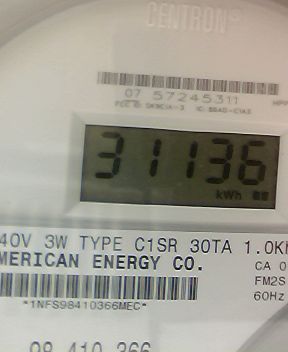 CENTRON®
07 57245311
31136
kWh
40V 3W TYPE C1SR 30TA 1.0K
MERICAN ENERGY CO.
CA 0
FM2S
60Hz
*1NFS98410366MEC*
98 410 366